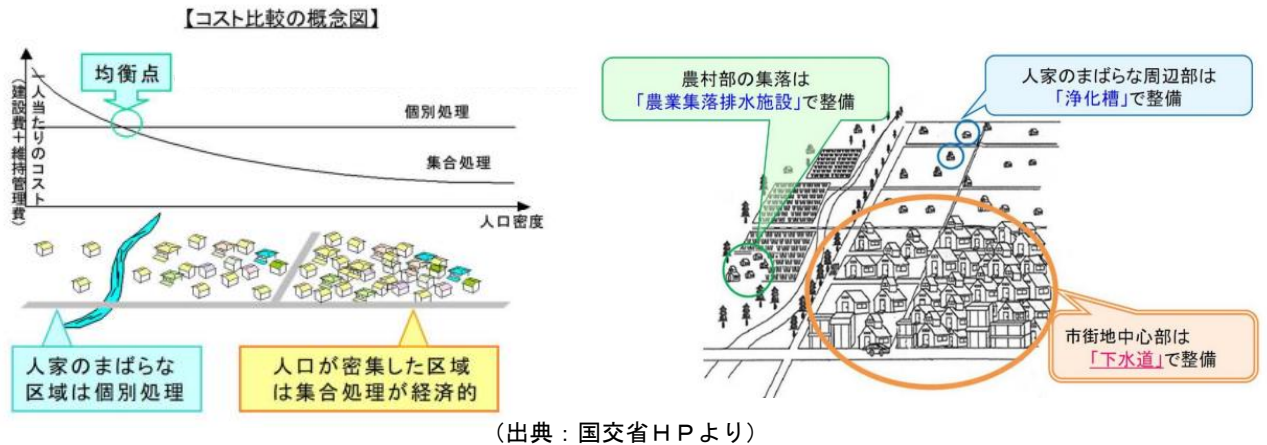 【コスト比較の概念図】
一人当たりのコスト
(建設費＋維持管理費)
均衡点
個別処理
集合処理
人口密度
人家のまばらな
区域は個別処理
人口が密集した区域
は集合処理が経済的
農村部の集落は
「農業集落排水施設」で整備
人家のまばらな周辺部は
「浄化槽」で整備
市街地中心部は
「下水道」で整備
（出典：国交省ＨＰより）